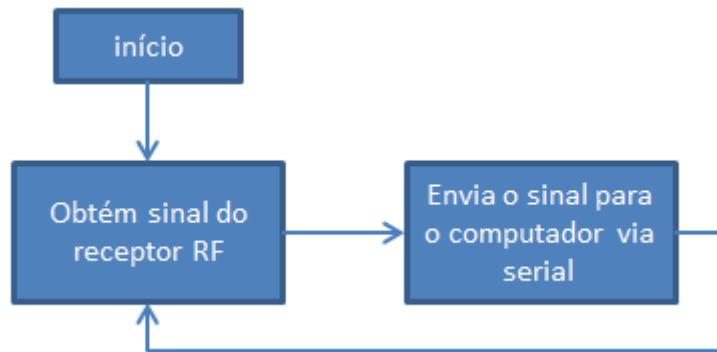 início
Obtém sinal do
receptor RF
Envia o sinal para
o computador via
serial